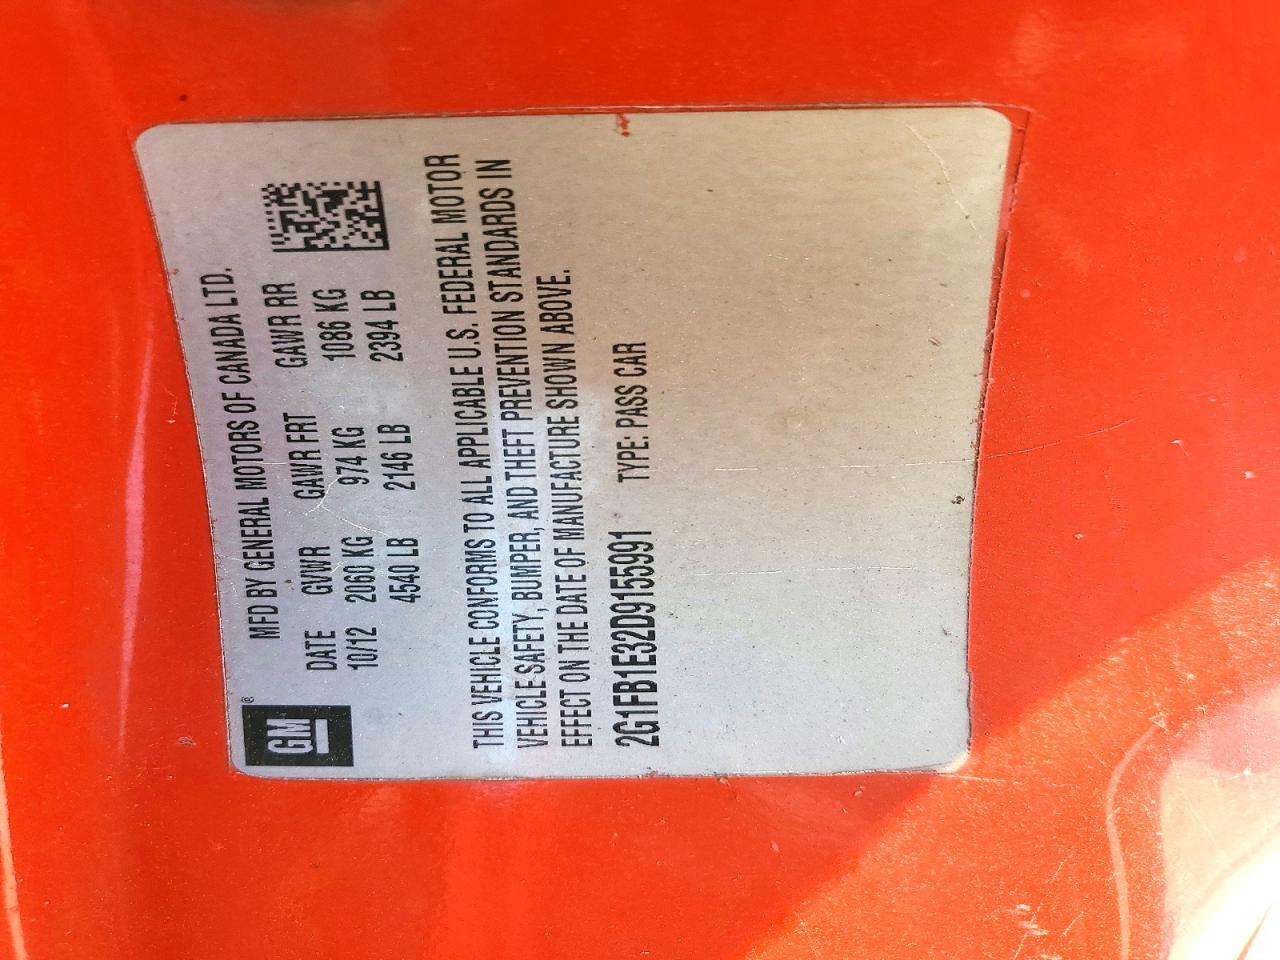 GM®
MFD BY GENERAL MOTORS OF CANADA LTD.
DATE GVWR GAWR FRT GAWR RR
10/12 2060 KG 974 KG 1086 KG
4540 LB 2146 LB 2394 LB
THIS VEHICLE CONFORMS TO ALL APPLICABLE U.S. FEDERAL MOTOR
VEHICLE SAFETY, BUMPER, AND THEFT PREVENTION STANDARDS IN
EFFECT ON THE DATE OF MANUFACTURE SHOWN ABOVE.
2G1FB1E32D9155991 TYPE: PASS CAR